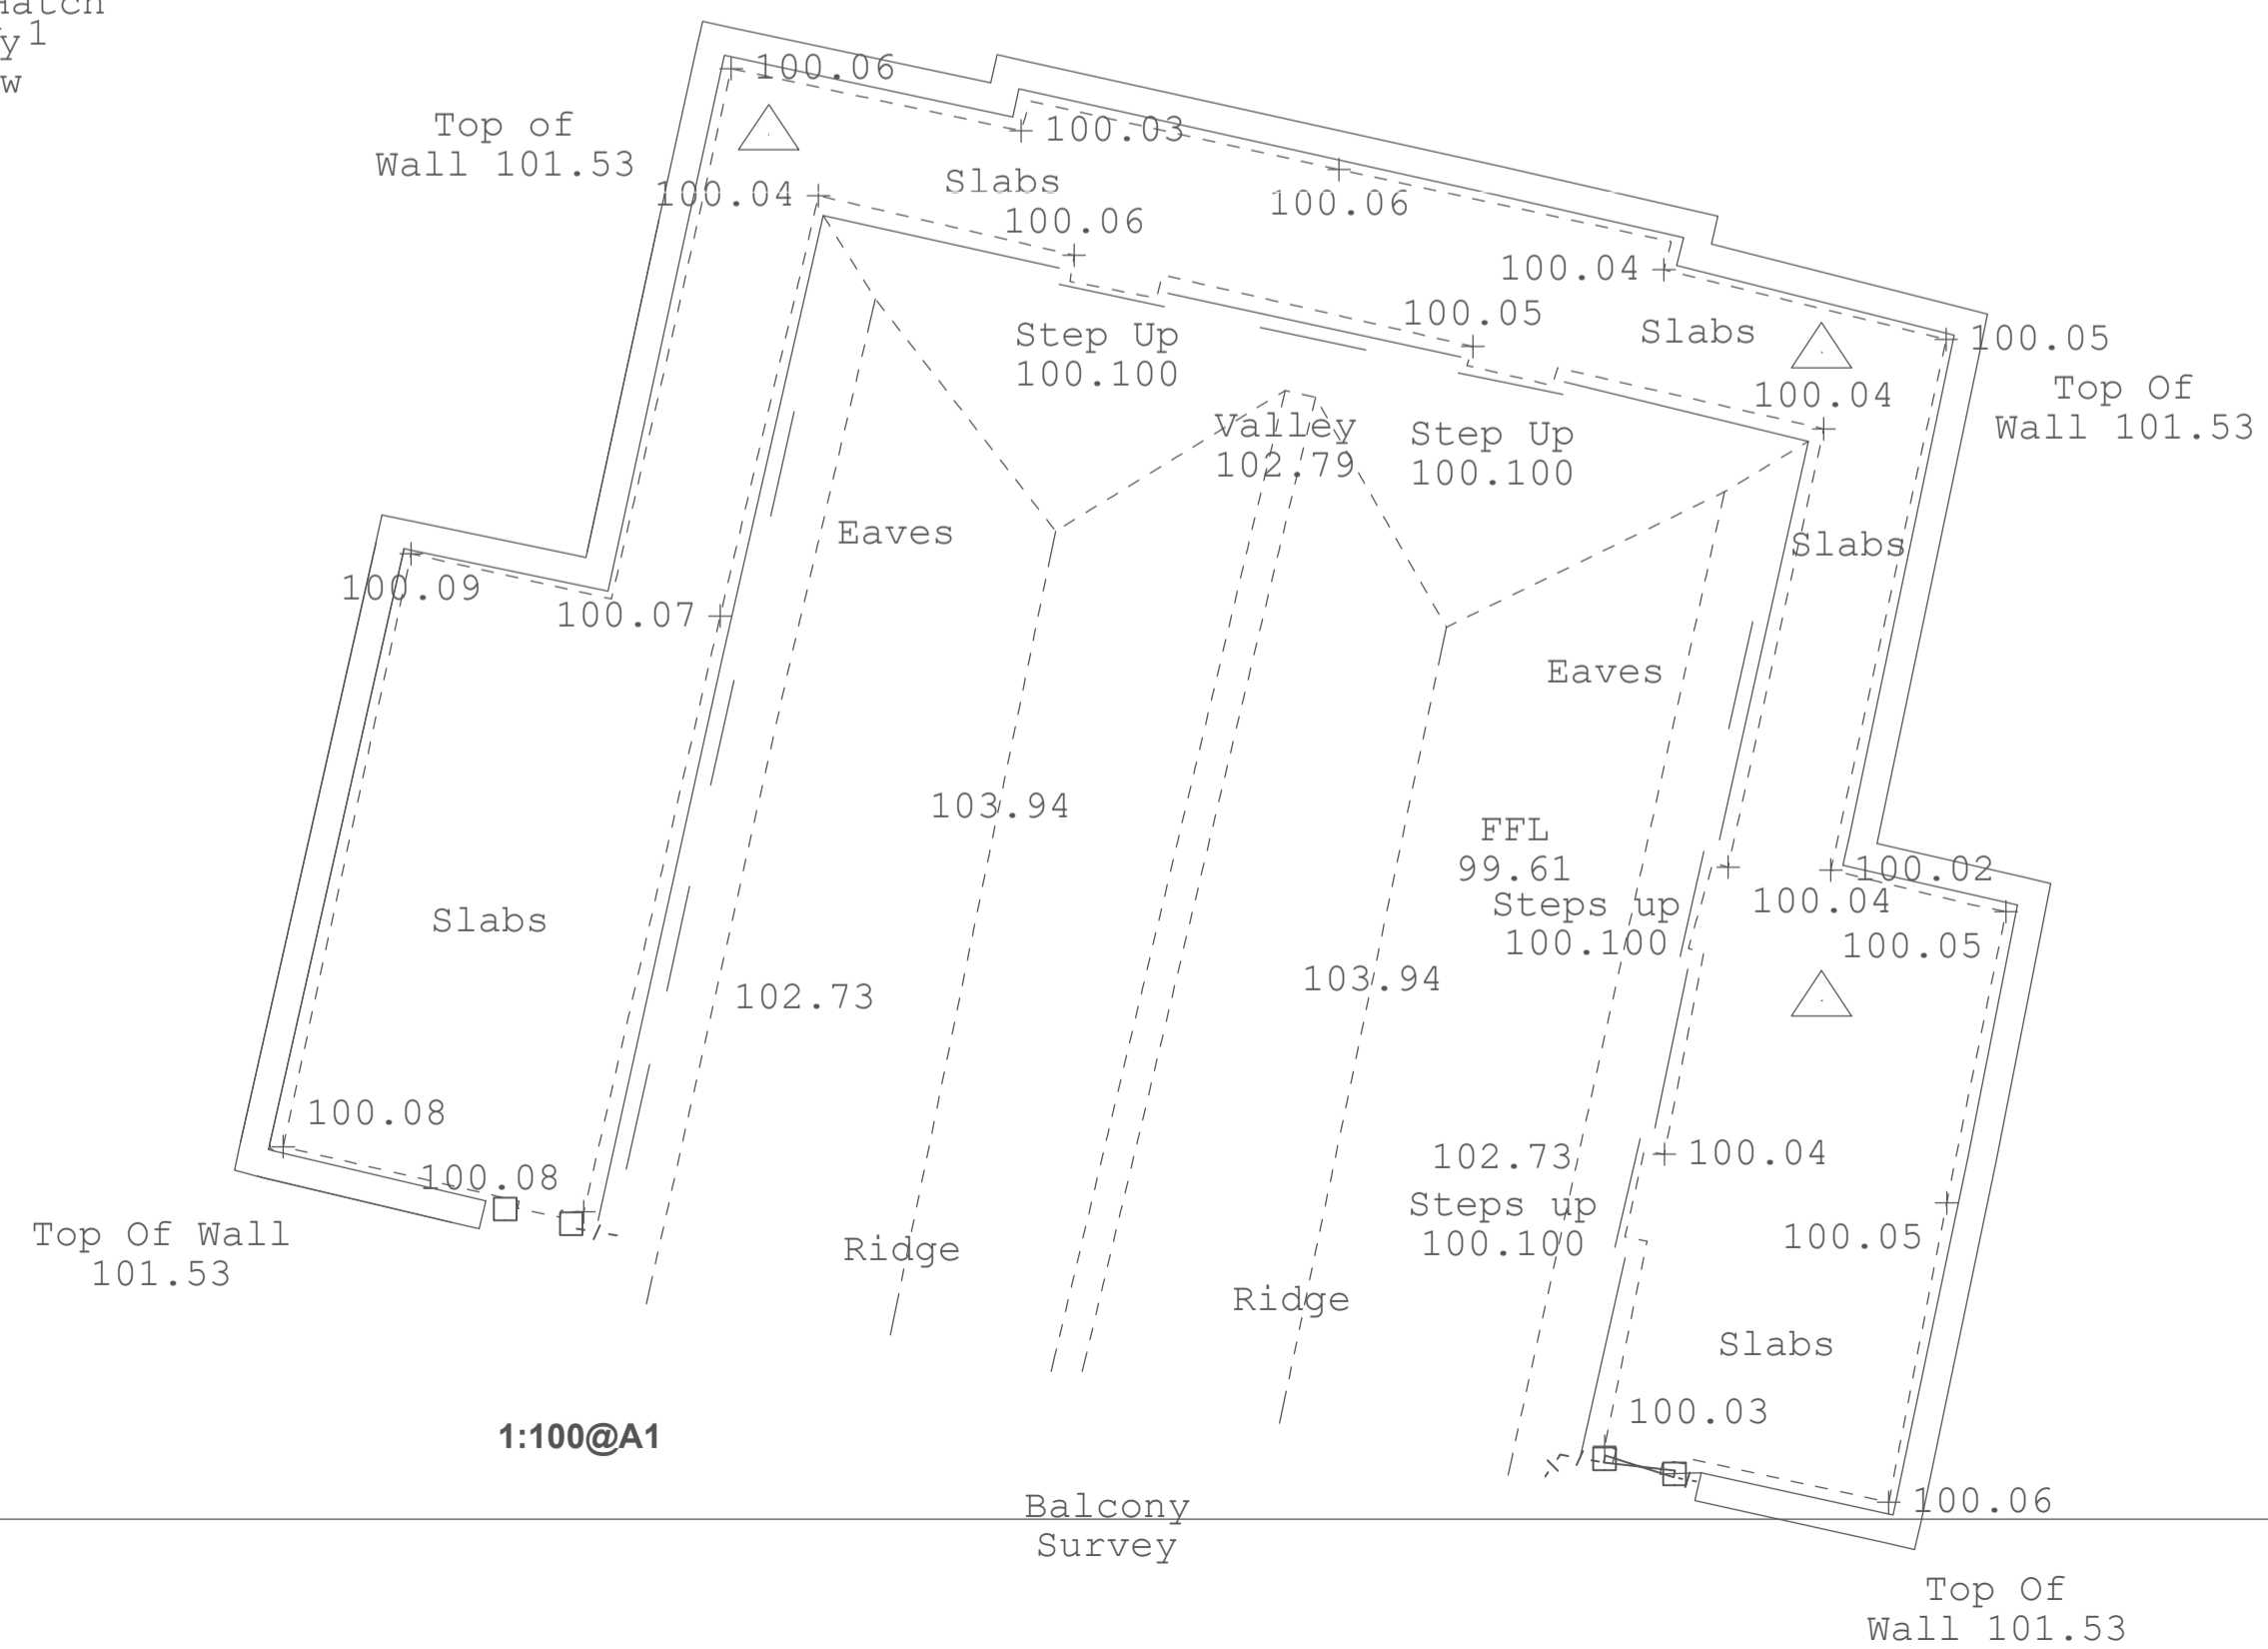 y1
w
100.06
Top of
Wall 101.53
100.03
100.04
Slabs
100.06
100.06
100.04
100.05
Slabs
100.05
Step Up
100.100
Top Of
Wall 101.53
100.04
Valley
102.79
Step Up
100.100
Eaves
Slabs
100.09
100.07
Eaves
103.94
FFL
99.61
100.02
Steps up
100.100
100.04
100.05
Slabs
102.73
103.94
100.08
100.08
102.73
100.04
Steps up
100.100
100.05
Top Of Wall
101.53
Ridge
Ridge
Slabs
100.03
1:100@A1
100.06
Balcony
Survey
Top Of
Wall 101.53